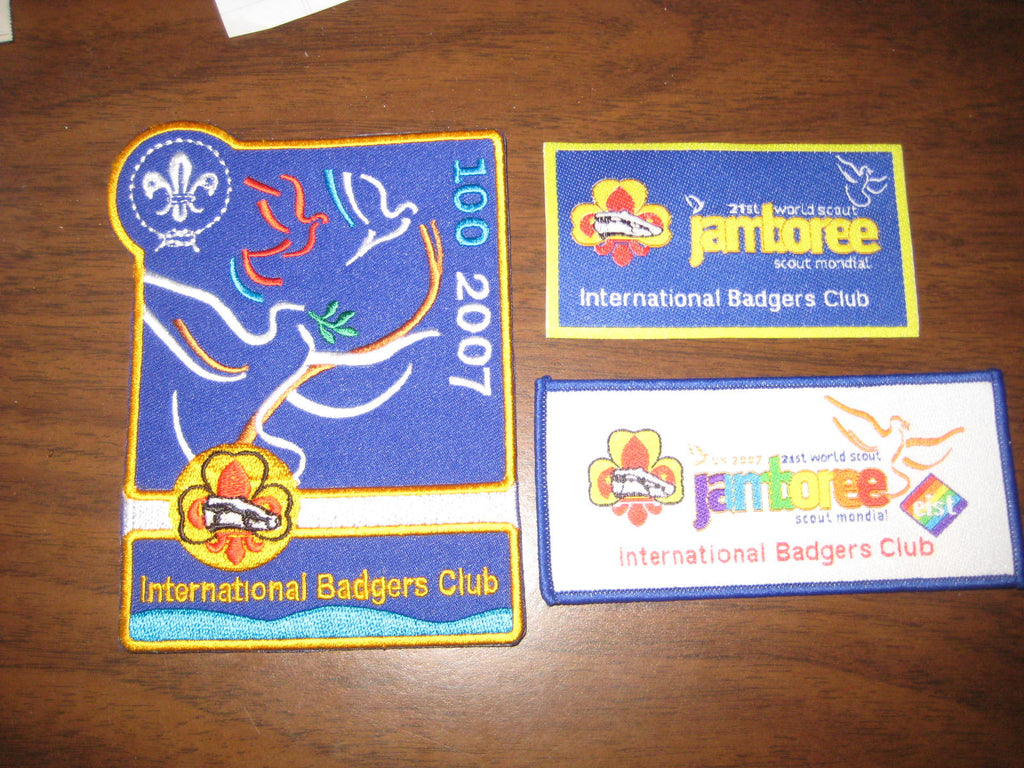 100 2007
International Badgers Club
21st world scout
jamboree
scout mondial
International Badgers Club
UK 2007 21st world scout
jamboree
scout mondial
eist
International Badgers Club